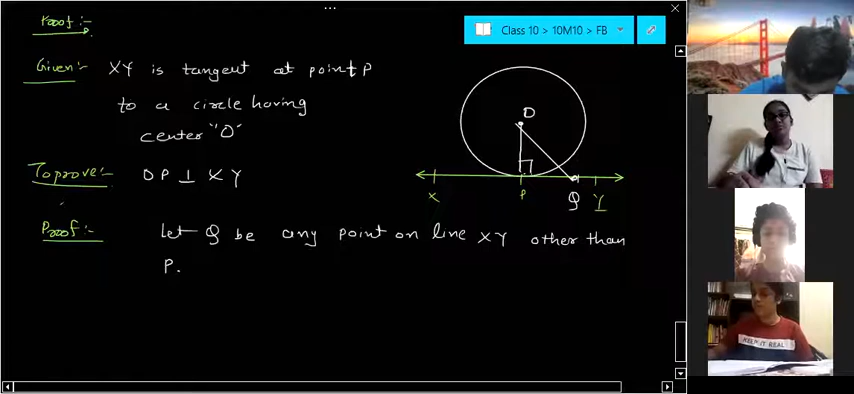 Proof:-
Class 10 > 10M10 > FB
Given:- XY is tangent at point P
to a circle having
center "O"
To prove:- OP ⊥ XY
O
X P Q Y
Proof:- Let Q be any point on line XY other than
P.
KEEP IT REAL